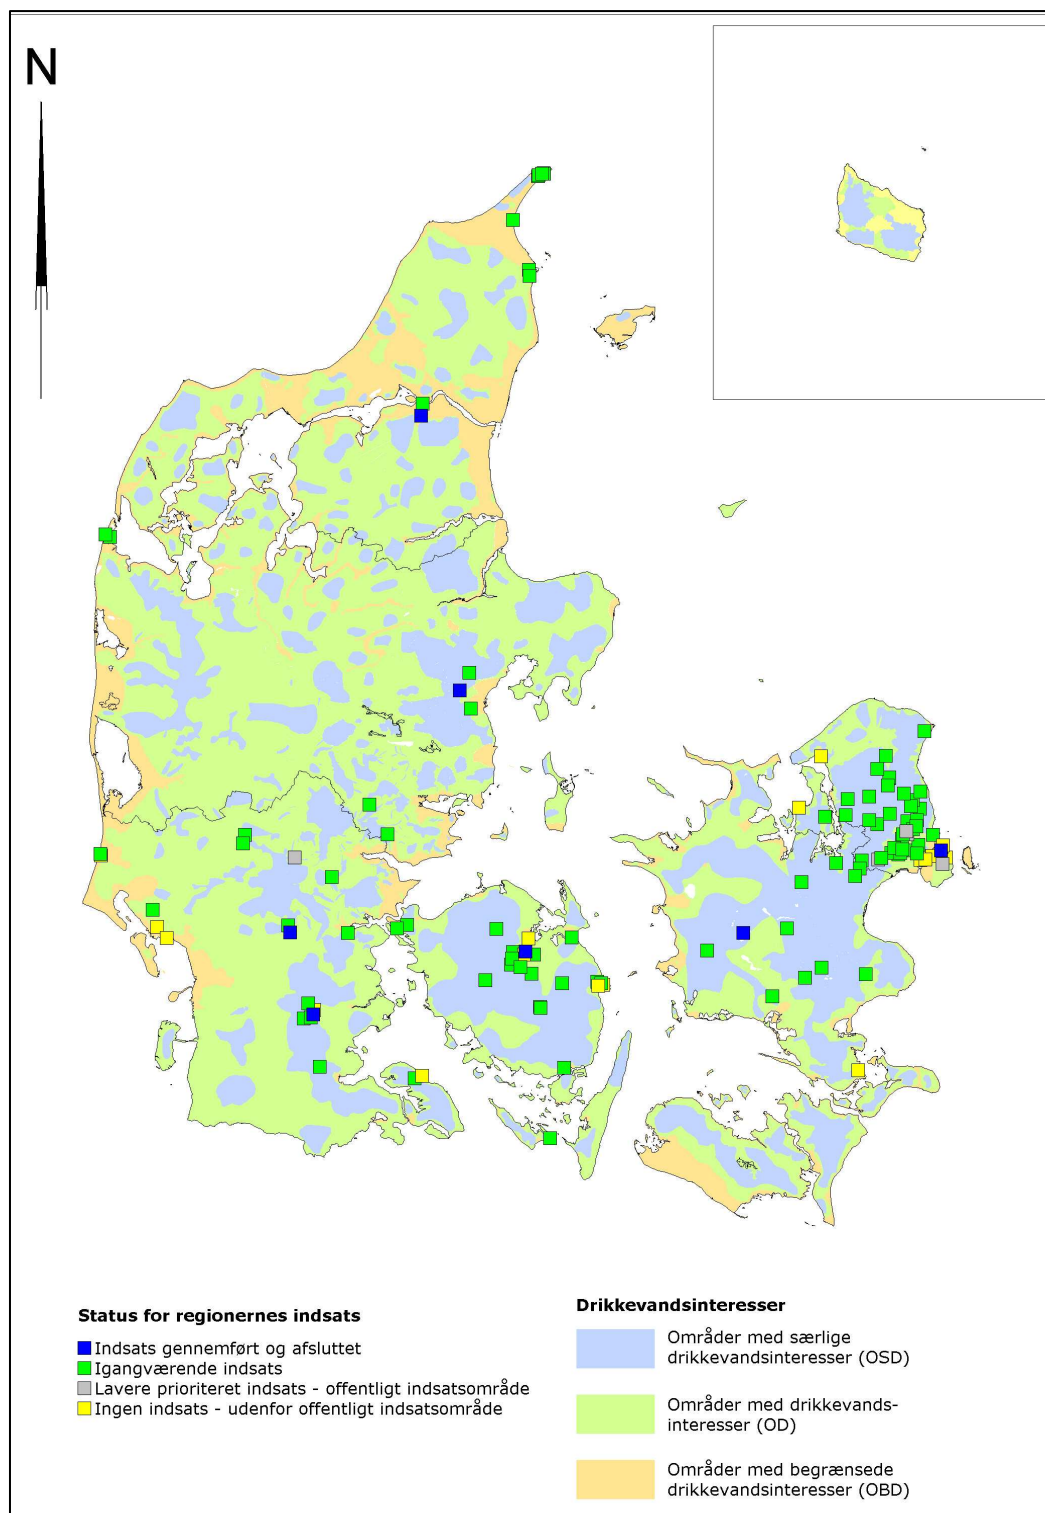 N
Status for regionernes indsats
Indsats gennemført og afsluttet
Igangværende indsats
Lavere prioriteret indsats - offentligt indsatsområde
Ingen indsats - udenfor offentligt indsatsområde
Drikkevandsinteresser
Områder med særlige
drikkevandsinteresser (OSD)
Områder med drikkevands-
interesser (OD)
Områder med begrænsede
drikkevandsinteresser (OBD)